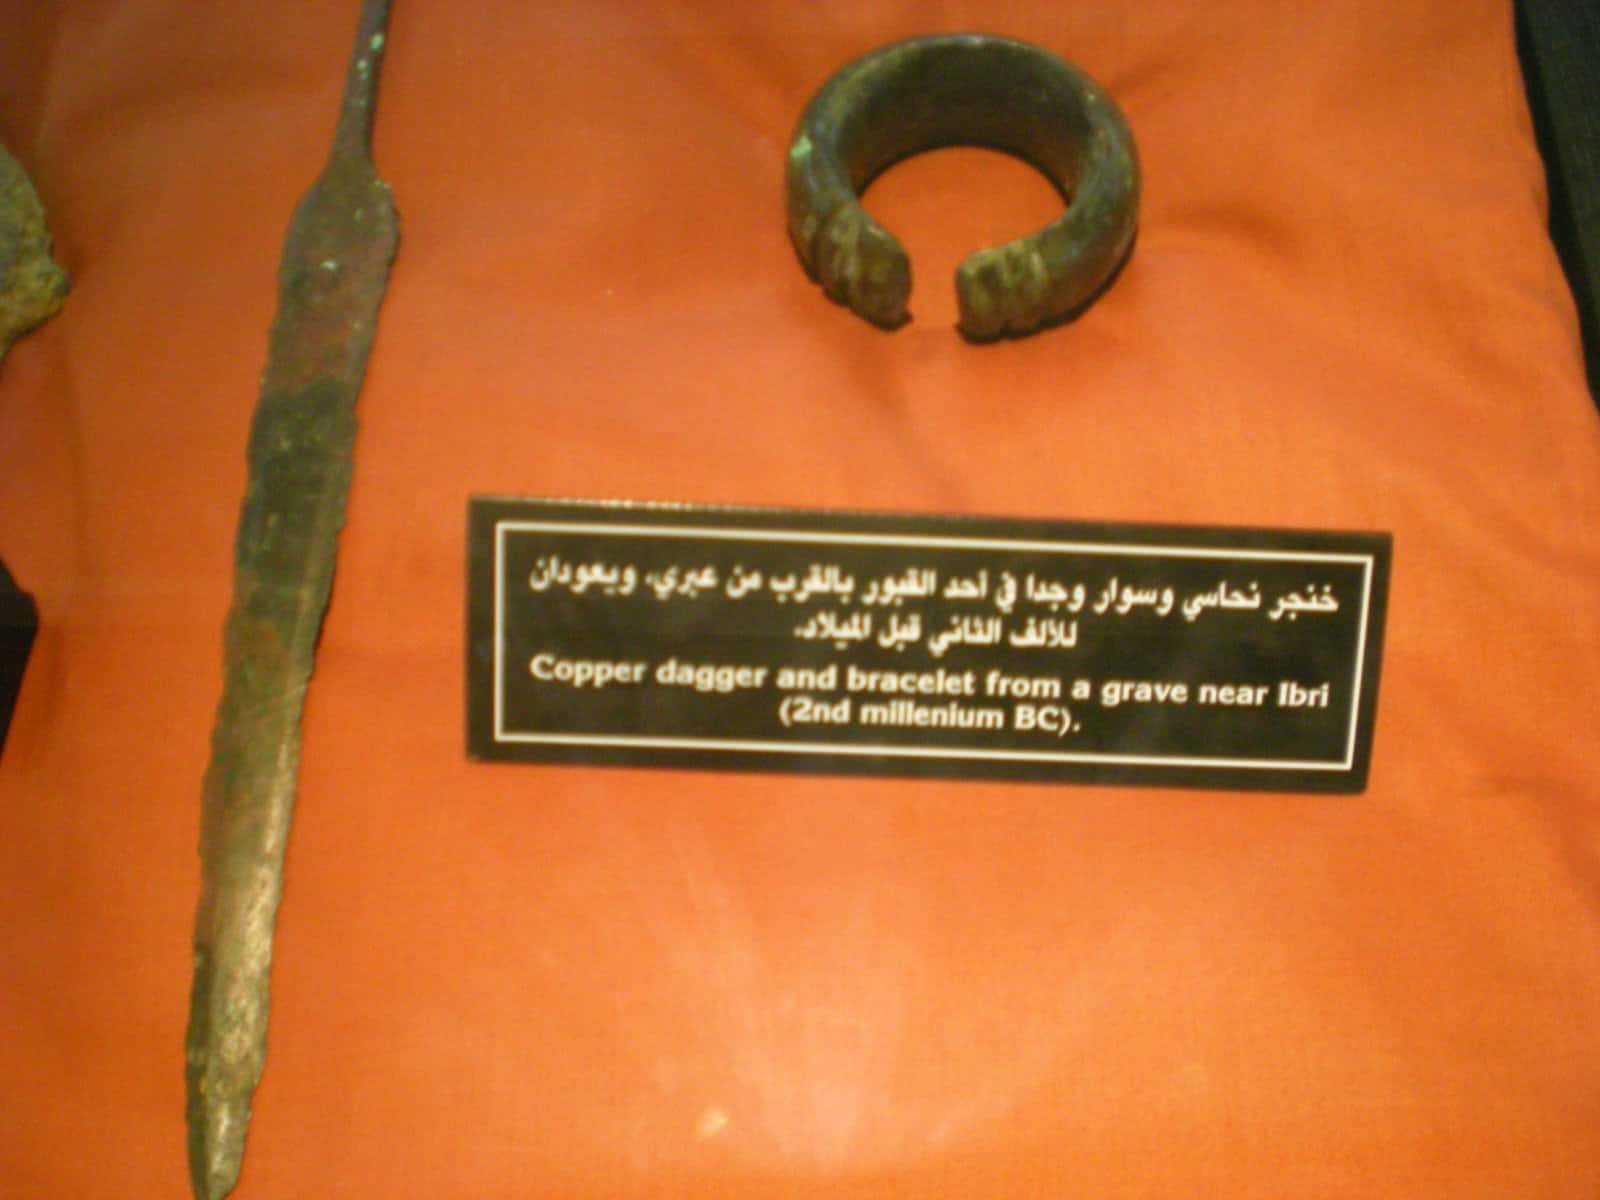 خنجر نحاسي وسوار وجدا في أحد القبور بالقرب من عبري، ويعودان
للألف الثاني قبل الميلاد.
Copper dagger and bracelet from a grave near Ibri
(2nd millenium BC).